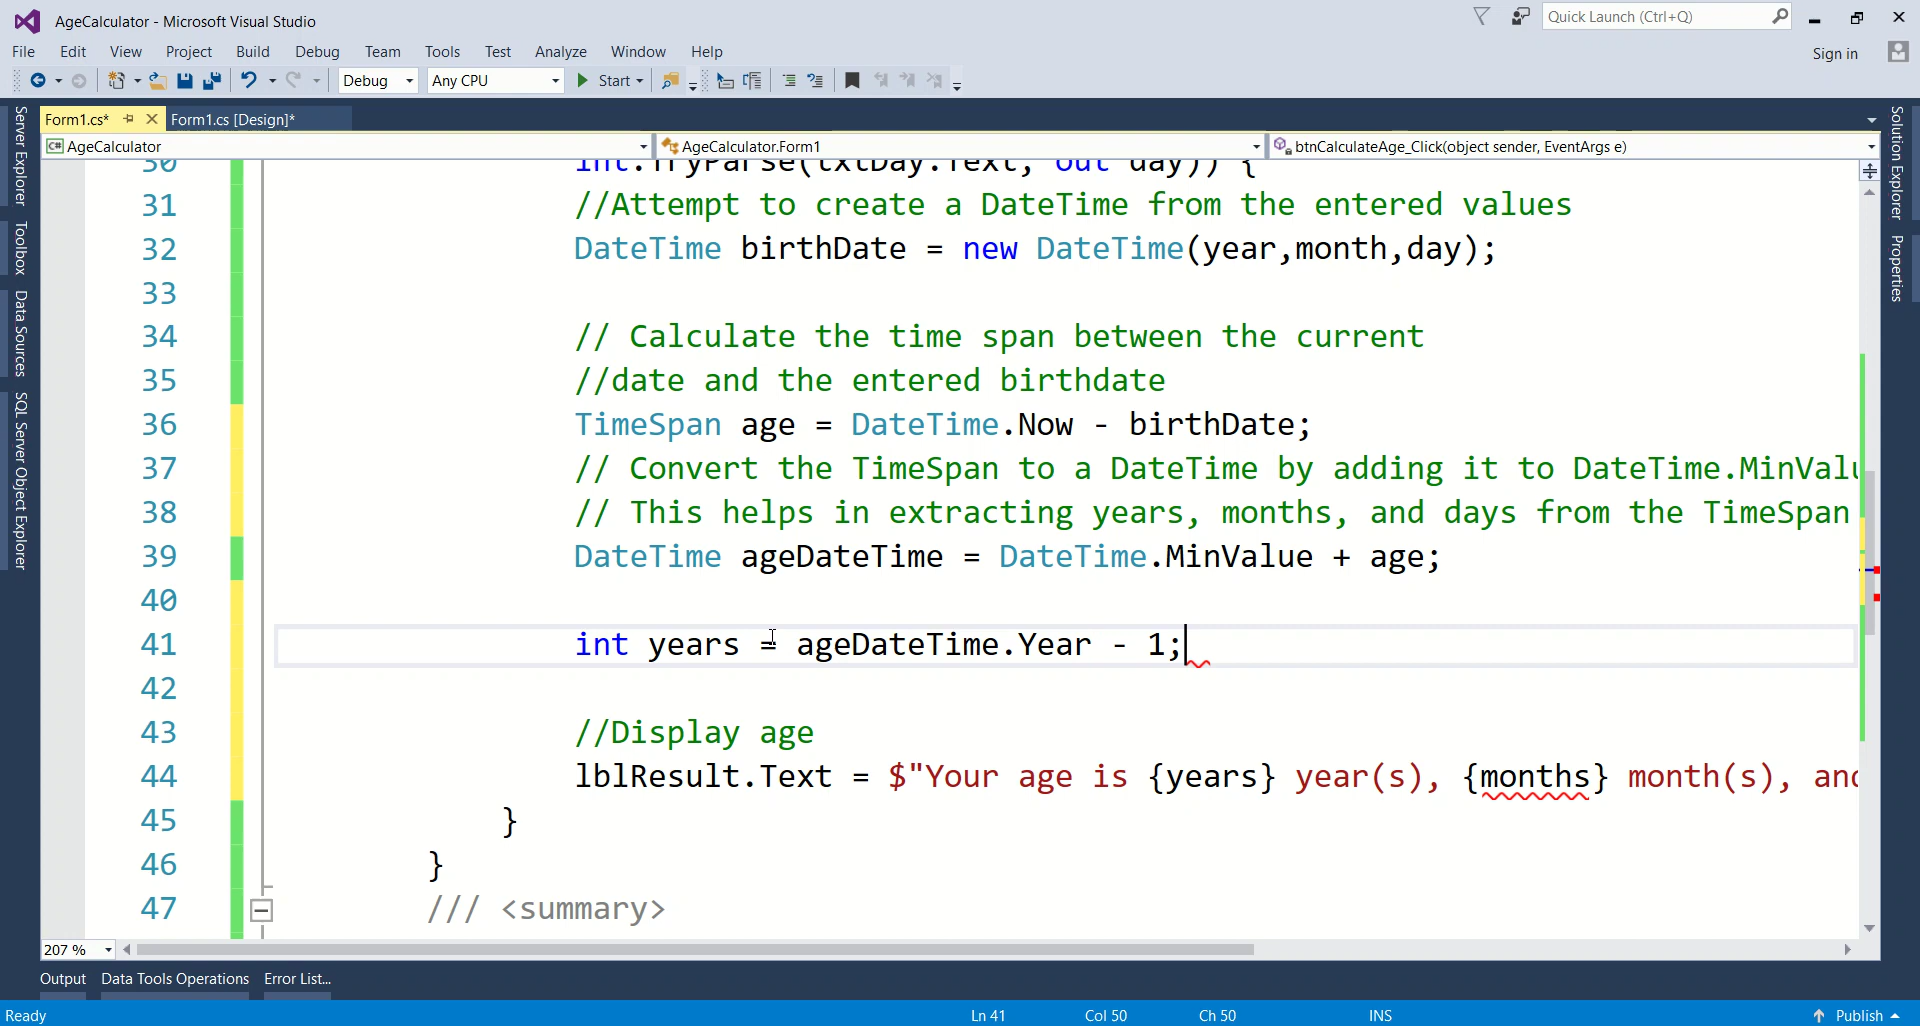 AgeCalculator - Microsoft Visual Studio
Quick Launch (Ctrl+Q)
File Edit View Project Build Debug Team Tools Test Analyze Window Help
Sign in
Debug Any CPU Start
Form1.cs* Form1.cs [Design]*
AgeCalculator AgeCalculator.Form1 btnCalculateAge_Click(object sender, EventArgs e)
Server Explorer
Toolbox
Data Sources
SQL Server Object Explorer
Solution Explorer
Properties
30 int.TryParse(txtDay.Text, out day)) {
31 //Attempt to create a DateTime from the entered values
32 DateTime birthDate = new DateTime(year,month,day);
33
34 // Calculate the time span between the current
35 //date and the entered birthdate
36 TimeSpan age = DateTime.Now - birthDate;
37 // Convert the TimeSpan to a DateTime by adding it to DateTime.MinValu
38 // This helps in extracting years, months, and days from the TimeSpan
39 DateTime ageDateTime = DateTime.MinValue + age;
40
41 int years = ageDateTime.Year - 1;
42
43 //Display age
44 lblResult.Text = $"Your age is {years} year(s), {months} month(s), and
45 }
46 }
47 /// <summary>
207 %
Output Data Tools Operations Error List...
Ready Ln 41 Col 50 Ch 50 INS Publish